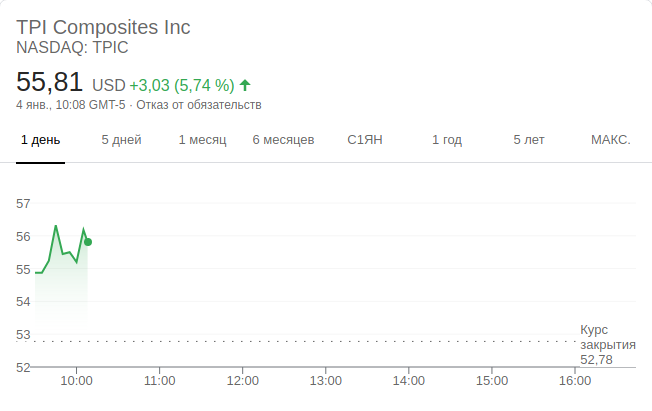 TPI Composites Inc
NASDAQ: TPIC
55,81 USD +3,03 (5,74 %)
4 янв., 10:08 GMT-5 · Отказ от обязательств
1 день 5 дней 1 месяц 6 месяцев С1ЯН 1 год 5 лет МАКС.
57
56
55
54
53
52
Курс
закрытия
52,78
10:00 11:00 12:00 13:00 14:00 15:00 16:00